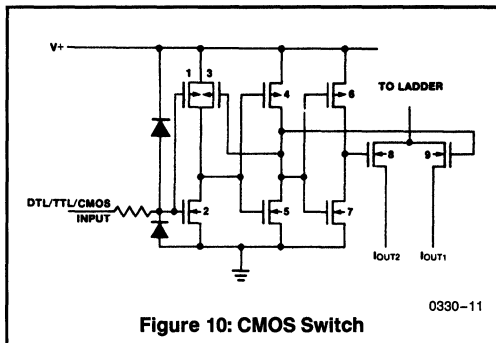 V+
1 3
4
6
TO LADDER
8
9
DTL/TTL/CMOS
INPUT
2
5
7
IOUT2 IOUT1
0330-11
Figure 10: CMOS Switch